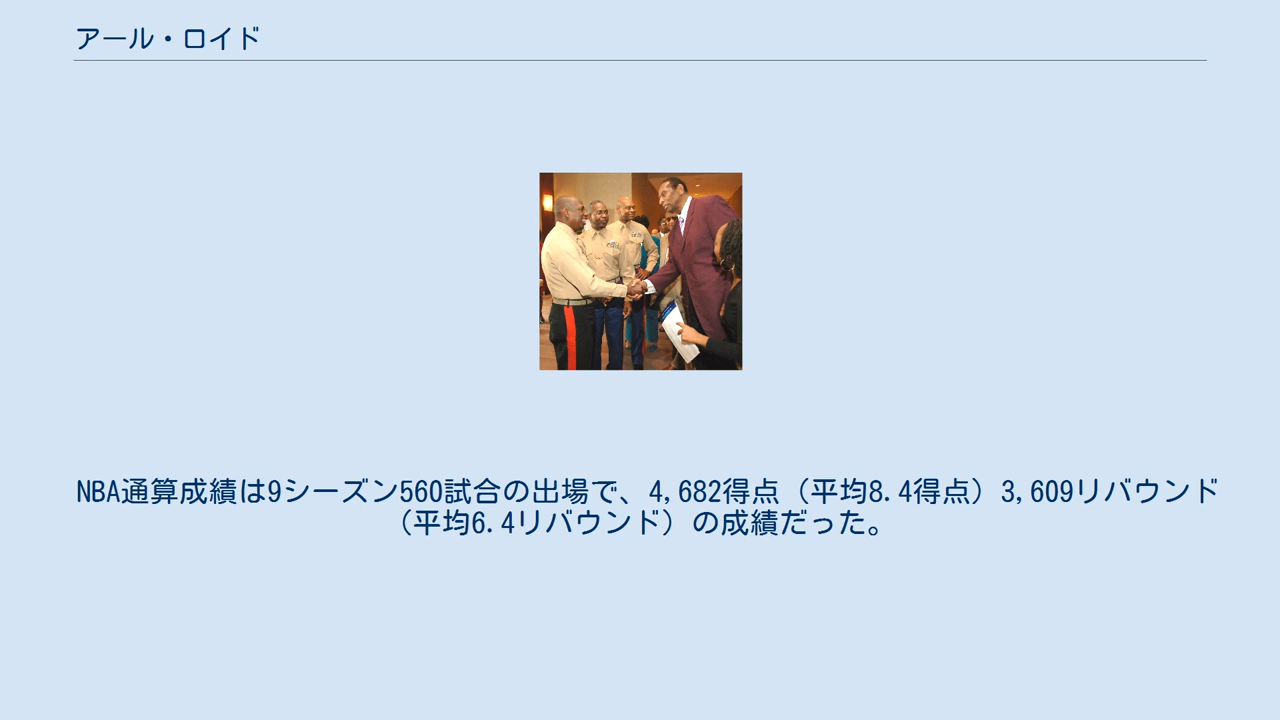 アール・ロイド
NBA通算成績は9シーズン560試合の出場で、4,682得点（平均8.4得点）3,609リバウンド
（平均6.4リバウンド）の成績だった。